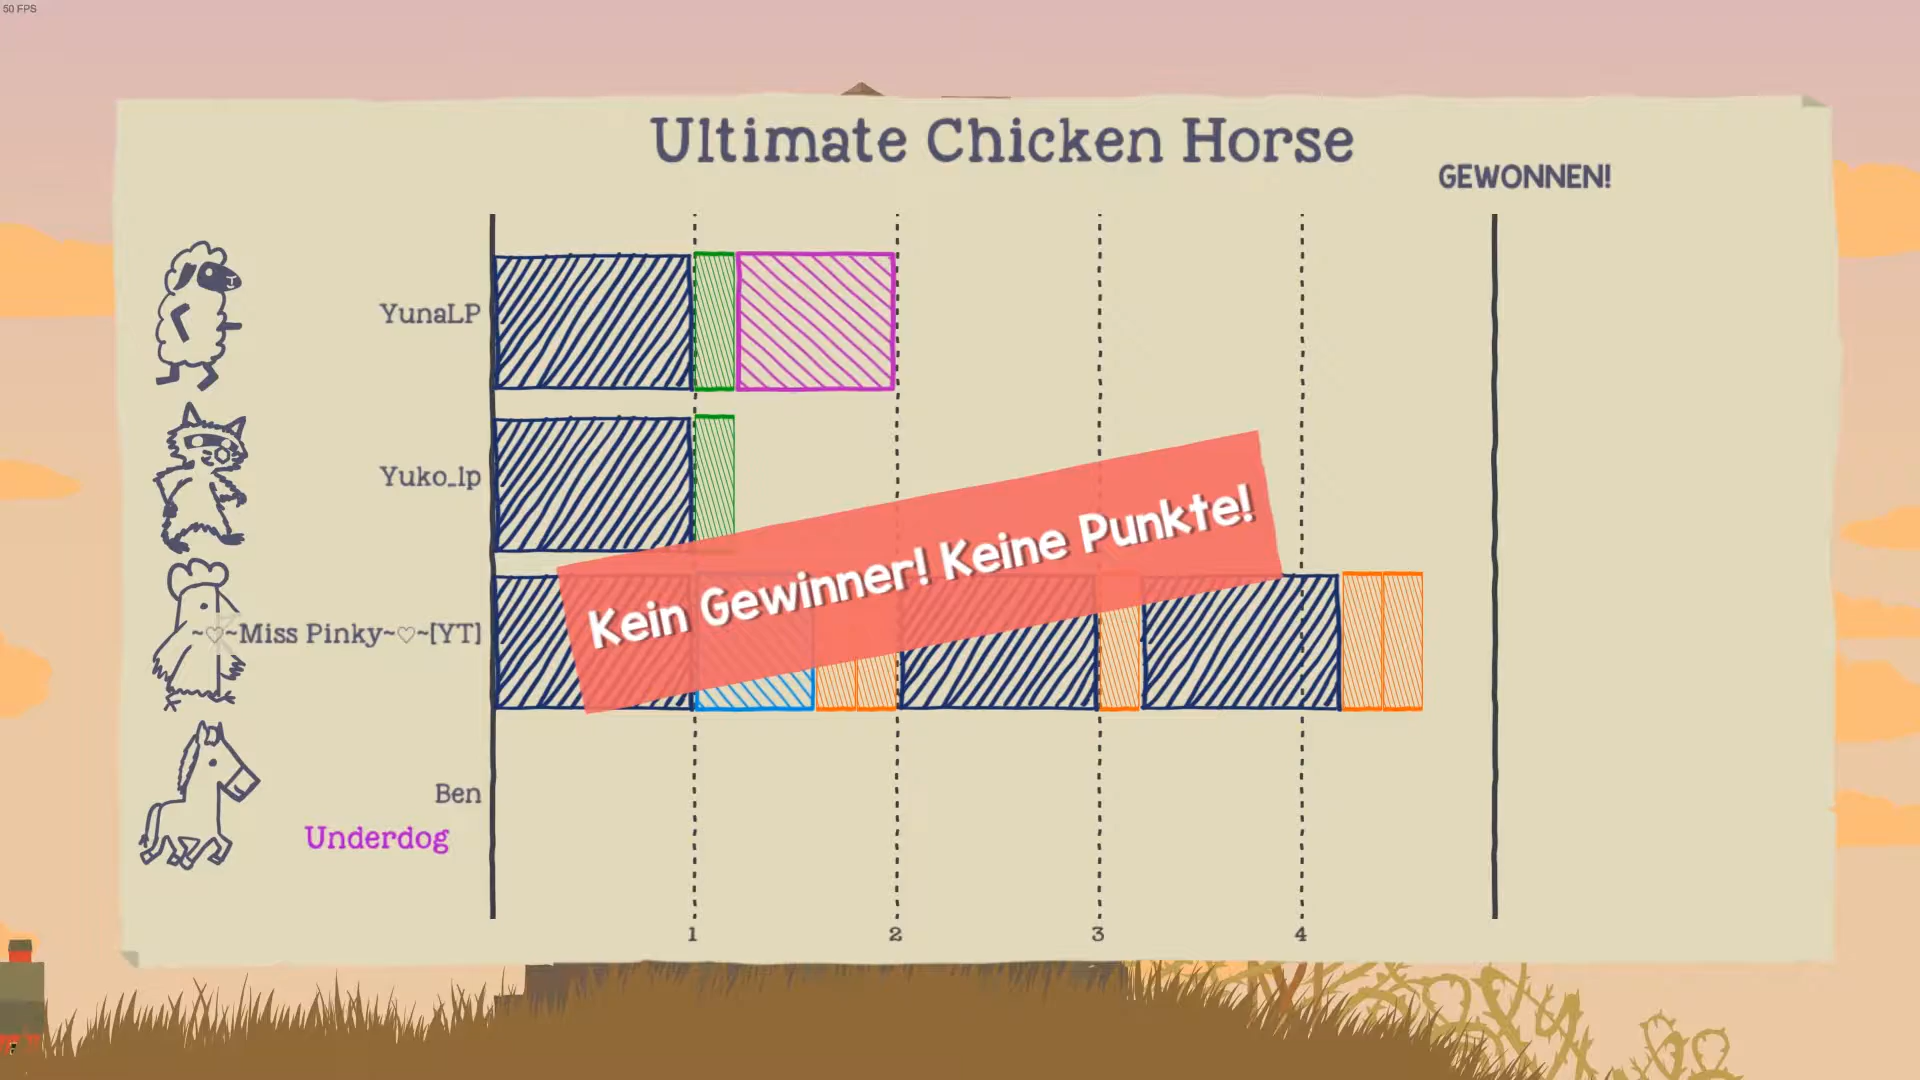 50 FPS
Ultimate Chicken Horse
GEWONNEN!
YunaLP
Yuko_lp
Kein Gewinner! Keine Punkte!
~♡~Miss Pinky~♡~[YT]
Ben
Underdog
1 2 3 4